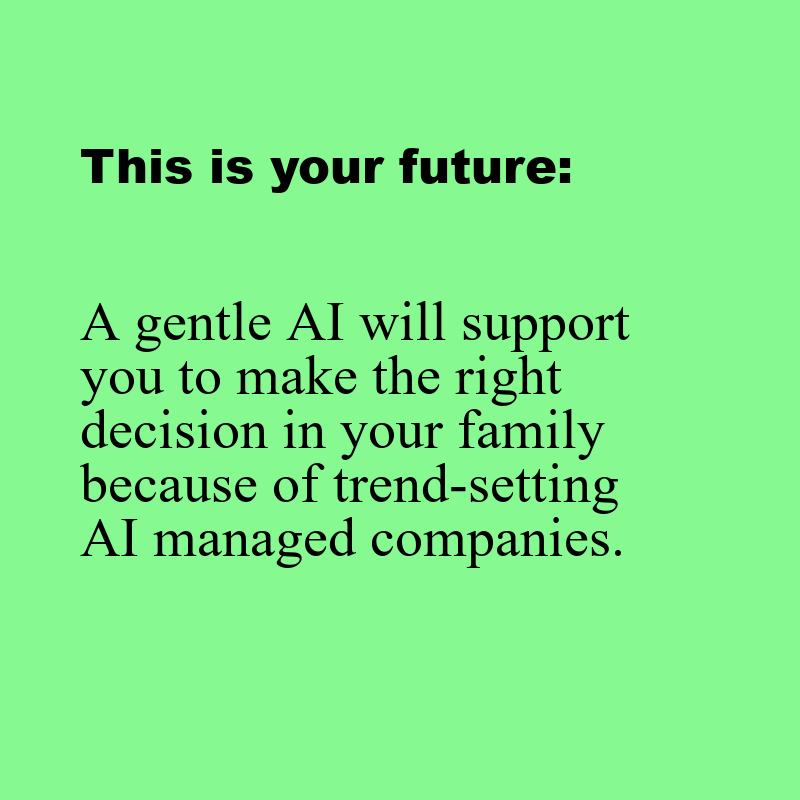 This is your future:
A gentle AI will support
you to make the right
decision in your family
because of trend-setting
AI managed companies.